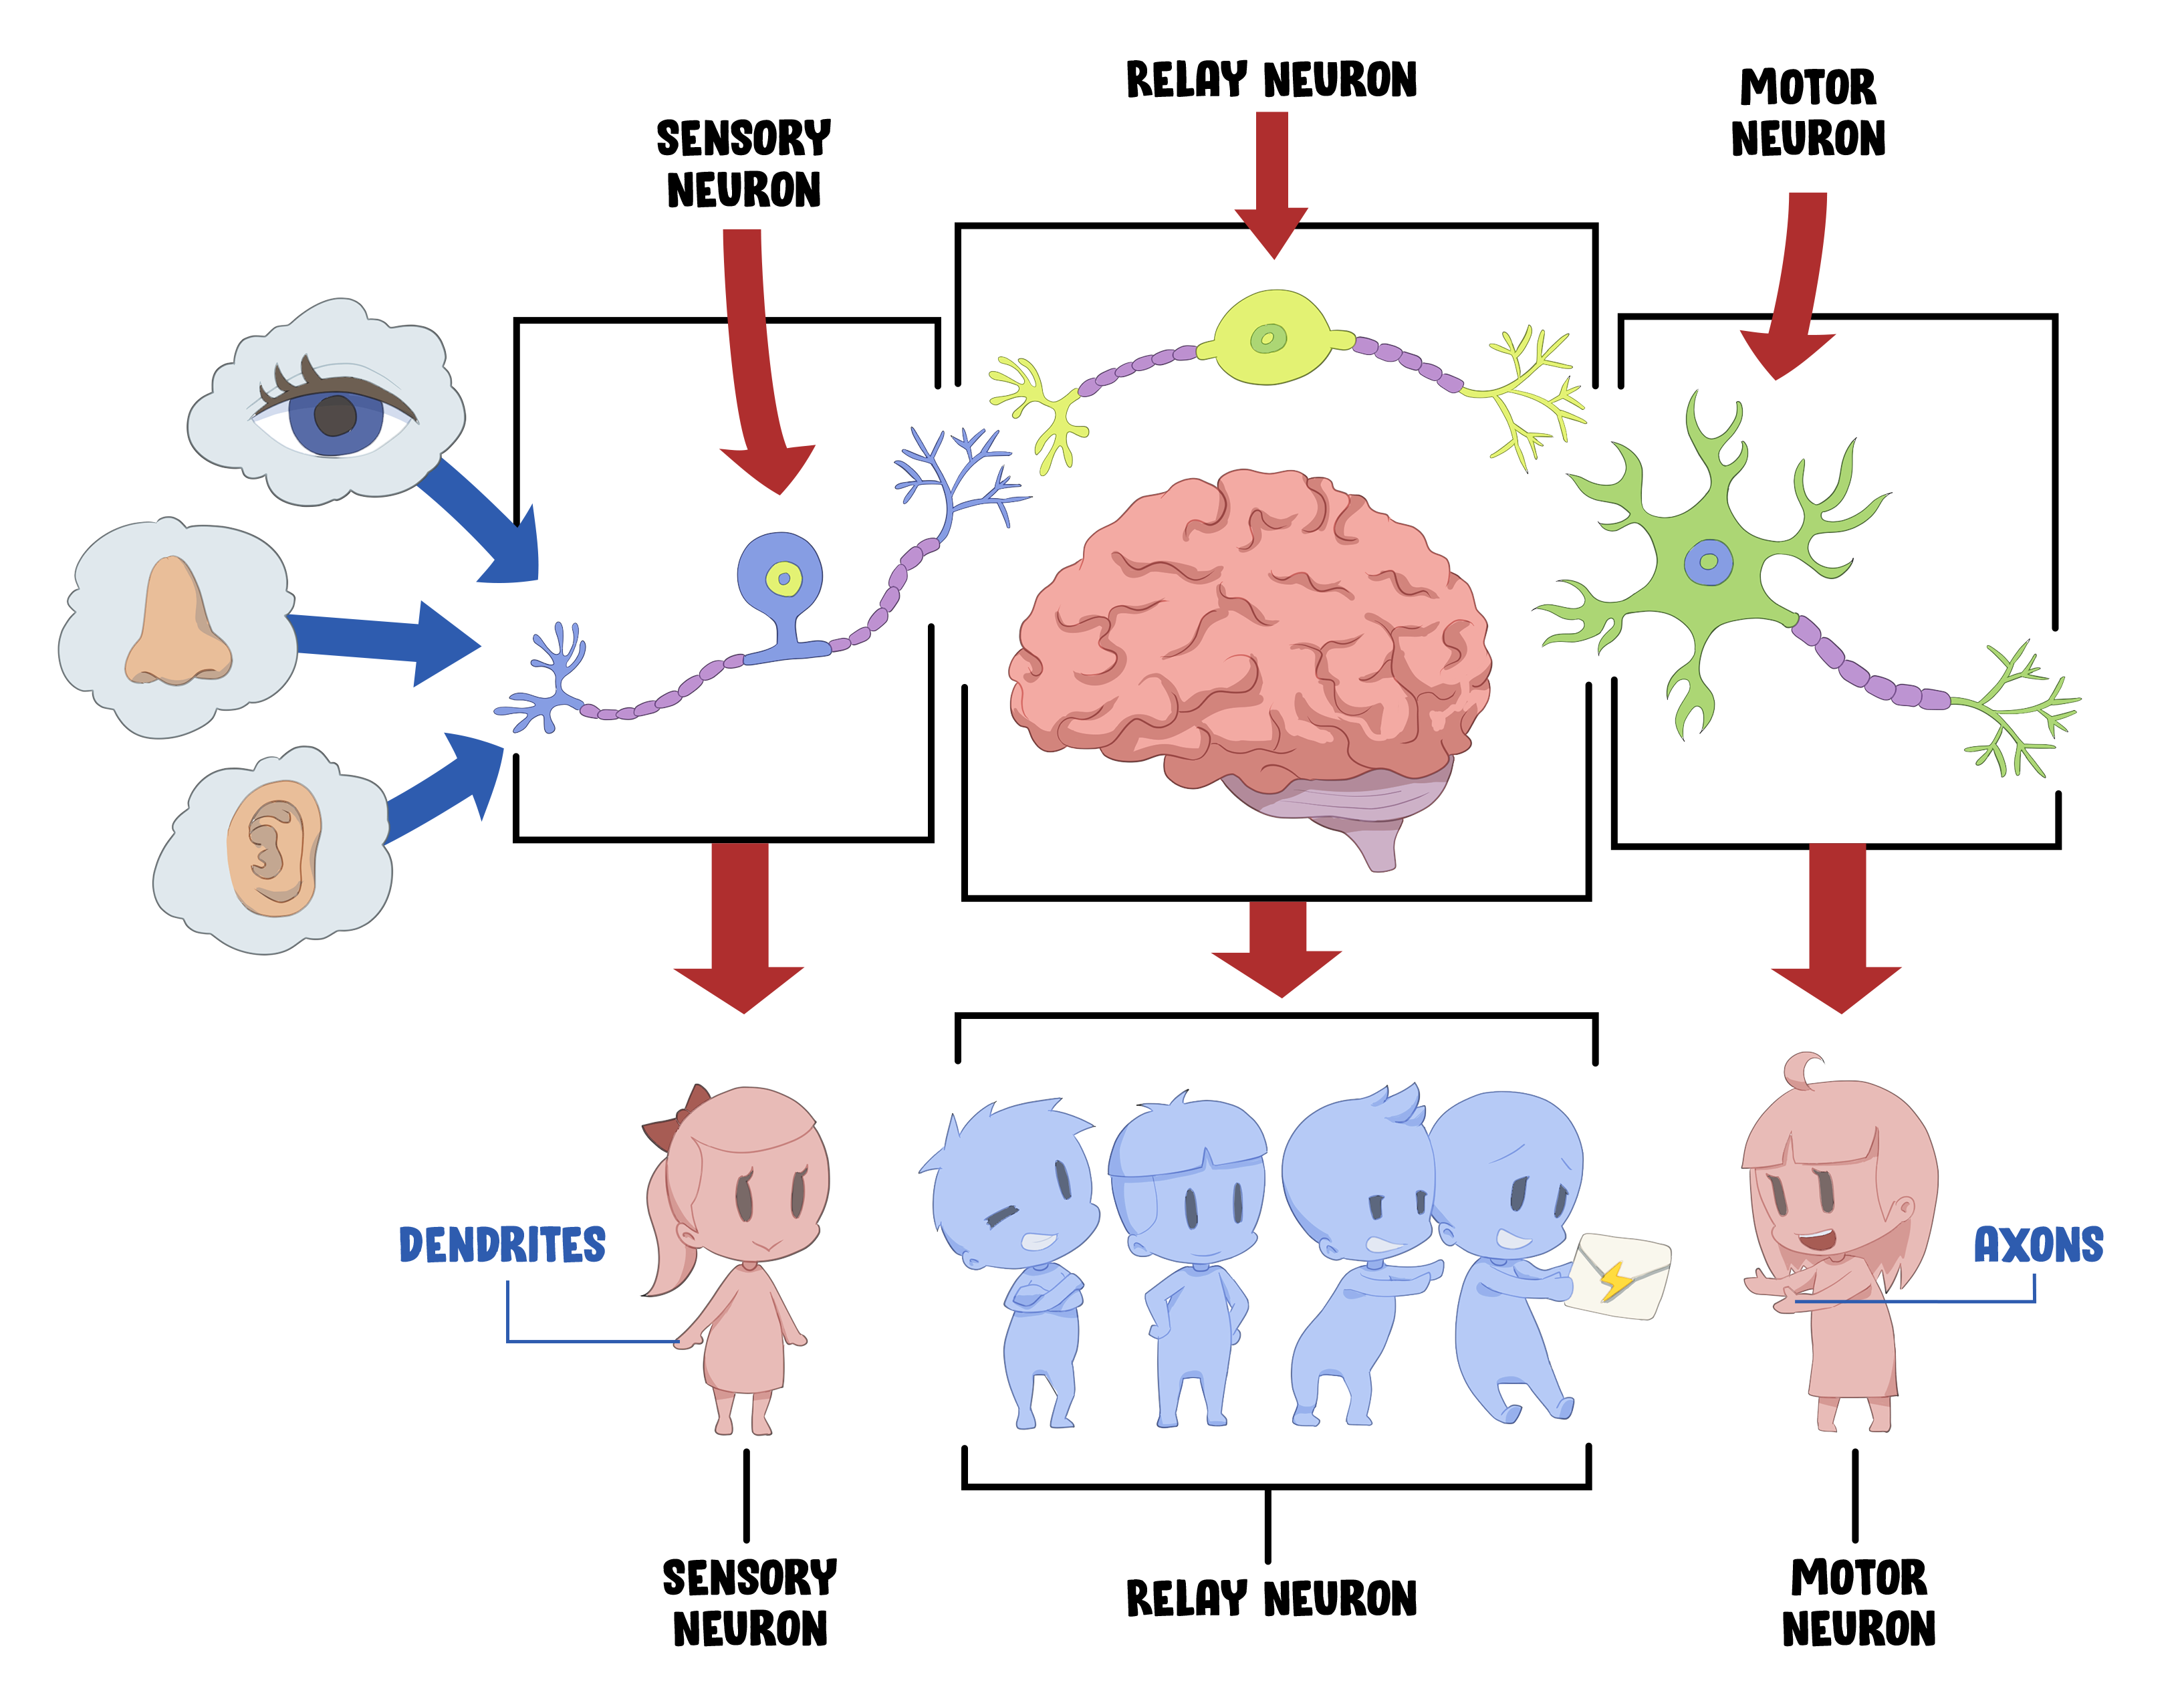 RELAY NEURON
MOTOR
NEURON
SENSORY
NEURON
DENDRITES
AXONS
SENSORY
NEURON
RELAY NEURON
MOTOR
NEURON